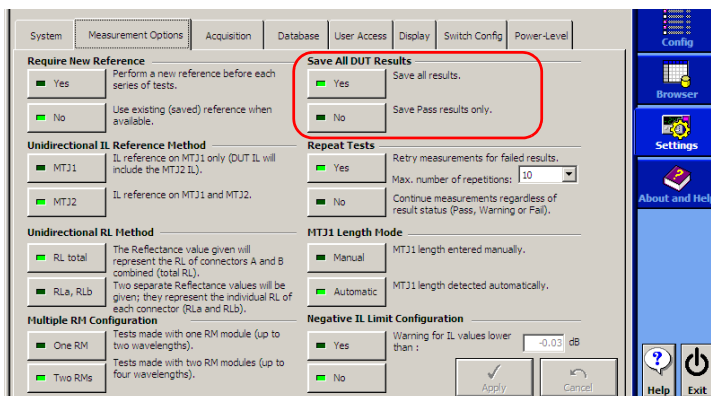 System Measurement Options Acquisition Database User Access Display Switch Config Power-Level
Require New Reference
Yes
Perform a new reference before each
series of tests.
No
Use existing (saved) reference when
available.
Unidirectional IL Reference Method
MTJ1
IL reference on MTJ1 only (DUT IL will
include the MTJ2 IL).
MTJ2
IL reference on MTJ1 and MTJ2.
Unidirectional RL Method
RL total
The Reflectance value given will
represent the RL of connectors A and B
combined (total RL).
RLa, RLb
Two separate Reflectance values will be
given; they represent the individual RL of
each connector (RLa and RLb).
Multiple RM Configuration
One RM
Tests made with one RM module (up to
two wavelengths).
Two RMs
Tests made with two RM modules (up to
four wavelengths).
Save All DUT Results
Yes
Save all results.
No
Save Pass results only.
Repeat Tests
Yes
Retry measurements for failed results.
Max. number of repetitions: 10
No
Continue measurements regardless of
result status (Pass, Warning or Fail).
MTJ1 Length Mode
Manual
MTJ1 length entered manually.
Automatic
MTJ1 length detected automatically.
Negative IL Limit Configuration
Yes
Warning for IL values lower
than : -0.03 dB
No
Apply
Cancel
Config
Browser
Settings
About and Help
Help
Exit